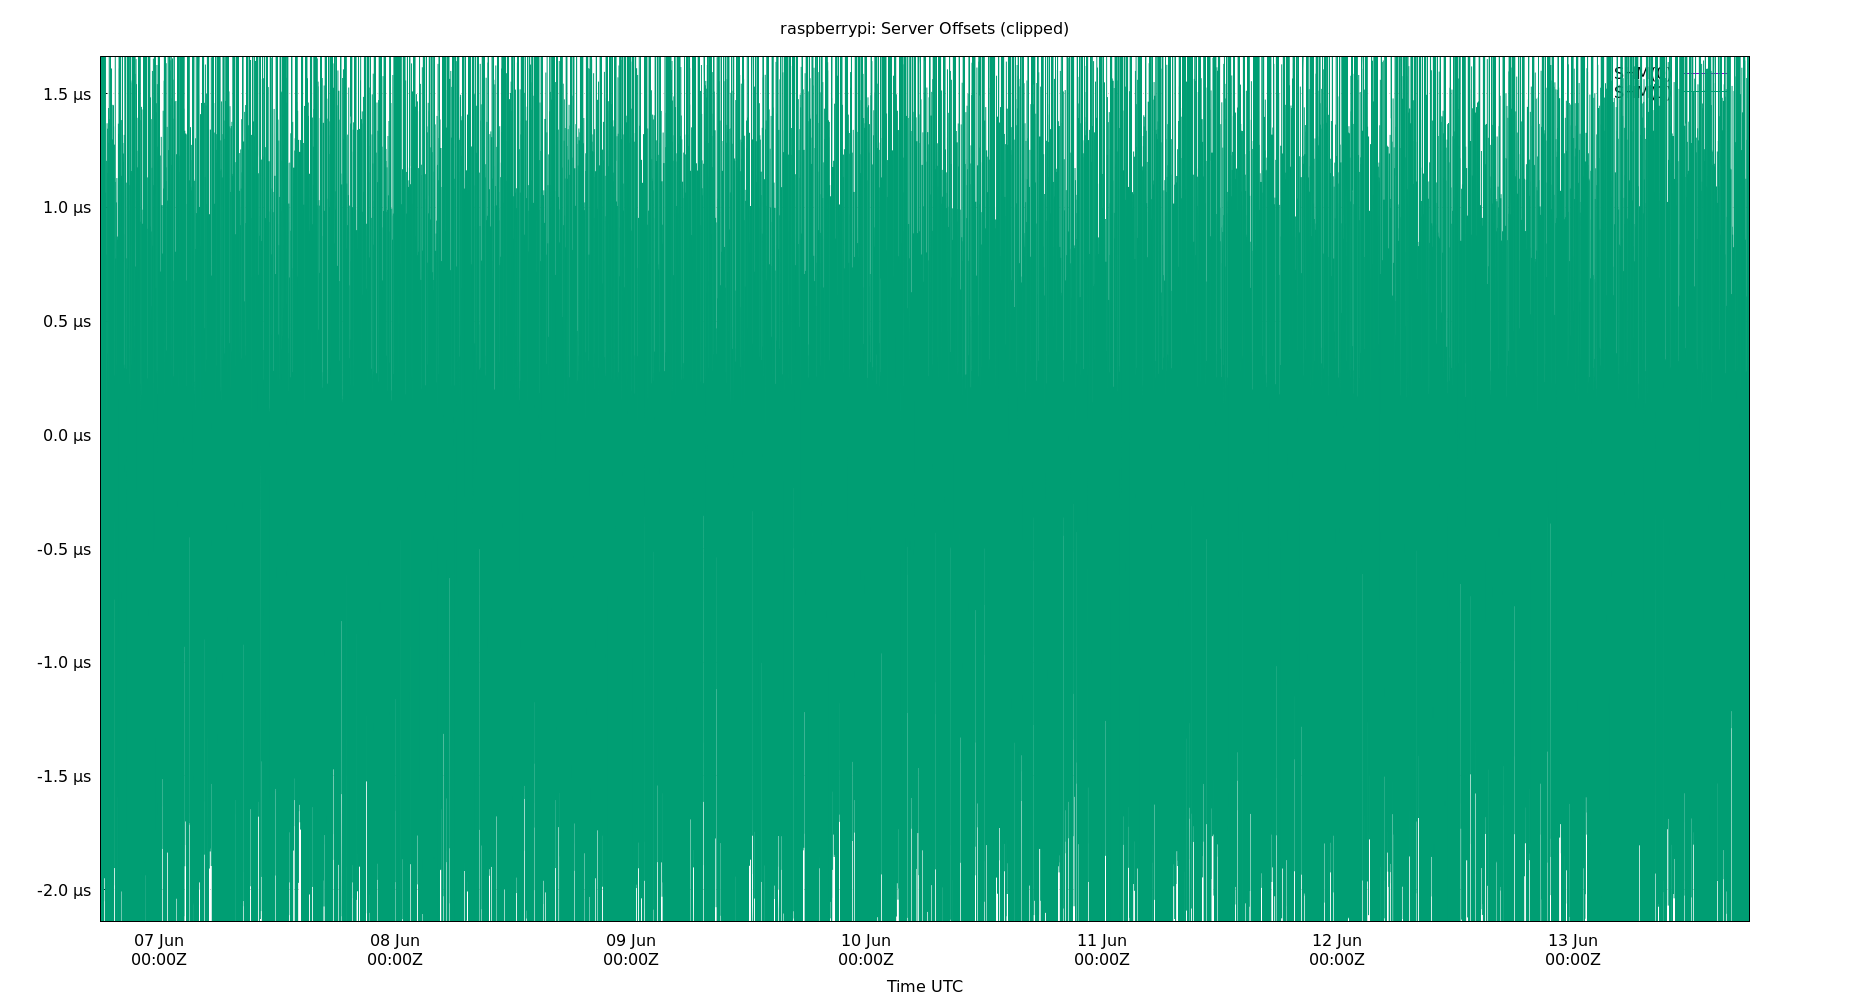 raspberrypi: Server Offsets (clipped)
1.5 µs
1.0 µs
0.5 µs
0.0 µs
-0.5 µs
-1.0 µs
-1.5 µs
-2.0 µs
07 Jun 08 Jun 09 Jun 10 Jun 11 Jun 12 Jun 13 Jun
00:00Z 00:00Z 00:00Z 00:00Z 00:00Z 00:00Z 00:00Z
Time UTC